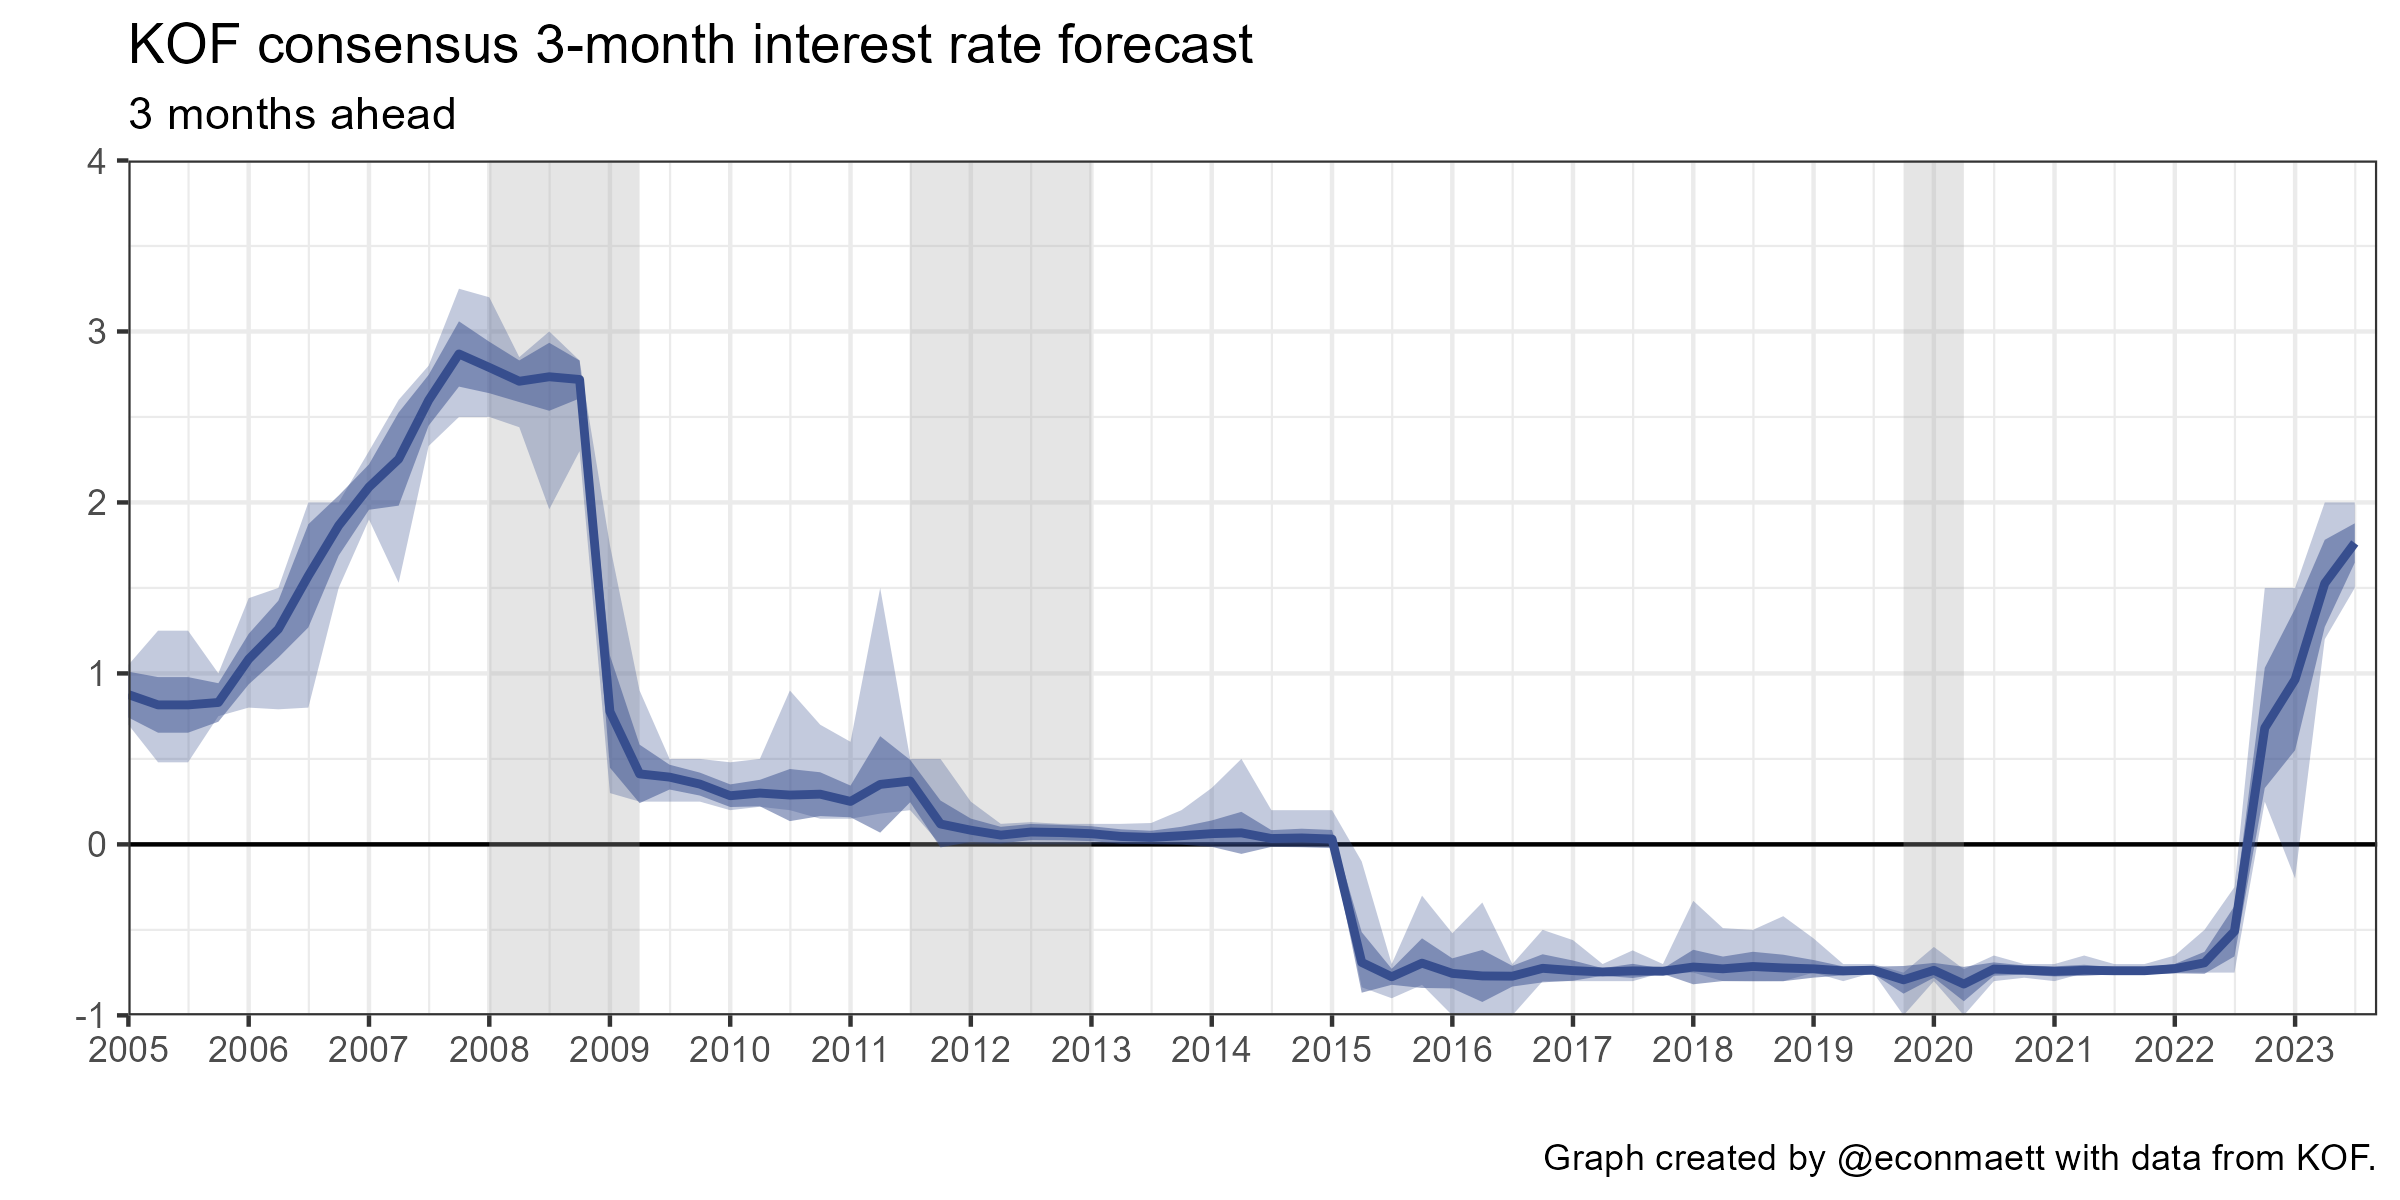 KOF consensus 3-month interest rate forecast
3 months ahead
4
3
2
1
0
-1
2005 2006 2007 2008 2009 2010 2011 2012 2013 2014 2015 2016 2017 2018 2019 2020 2021 2022 2023
Graph created by @econmaett with data from KOF.